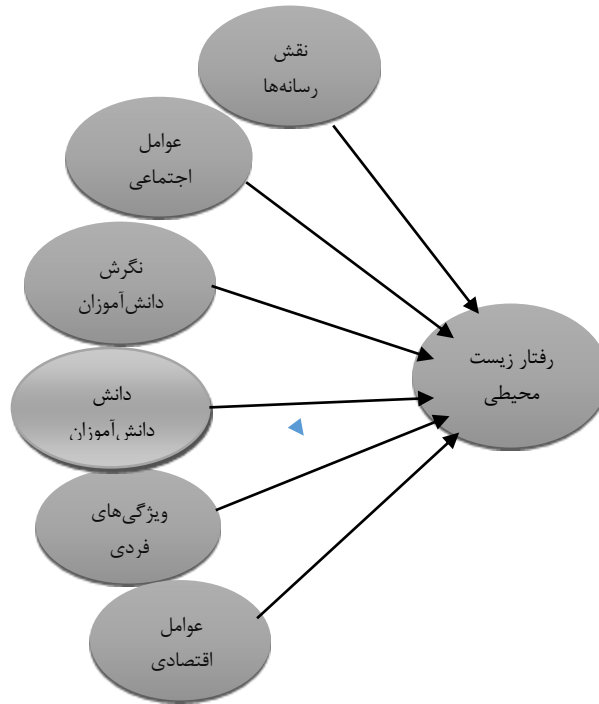 نقش
رسانه‌ها
عوامل
اجتماعی
نگرش
دانش‌آموزان
دانش
دانش‌آموزان
ویژگی‌های
فردی
عوامل
اقتصادی
رفتار زیست
محیطی